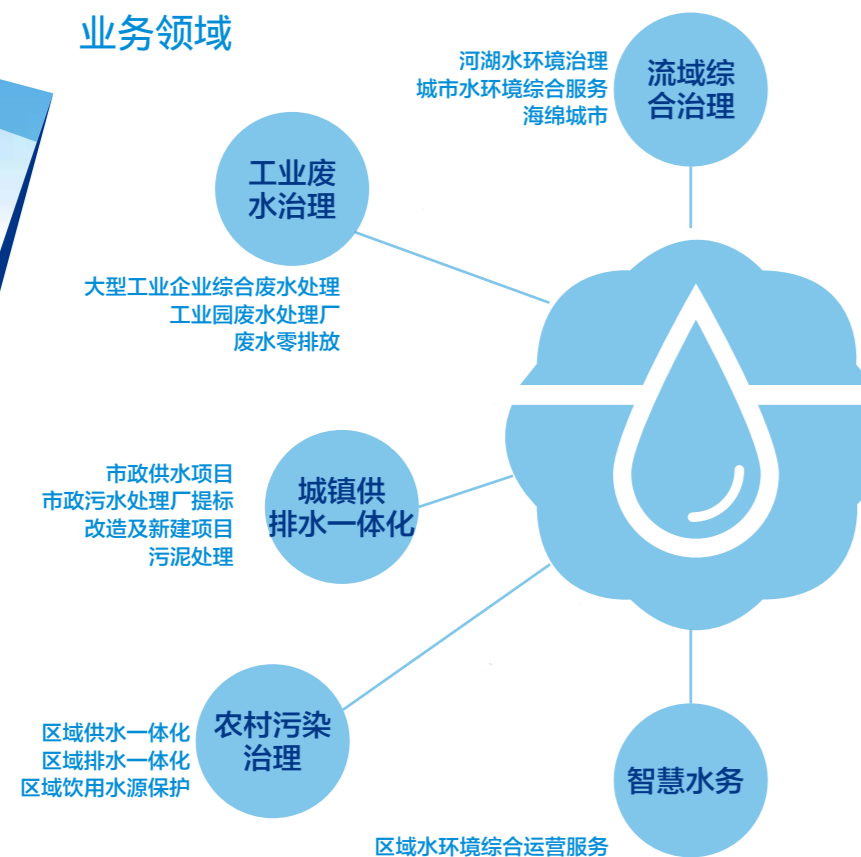 业务领域
河湖水环境治理
城市水环境综合服务
海绵城市
流域综
合治理
工业废
水治理
大型工业企业综合废水处理
工业园废水处理厂
废水零排放
市政供水项目
市政污水处理厂提标
改造及新建项目
污泥处理
城镇供
排水一体化
农村污染
治理
区域供水一体化
区域排水一体化
区域饮用水源保护
智慧水务
区域水环境综合运营服务